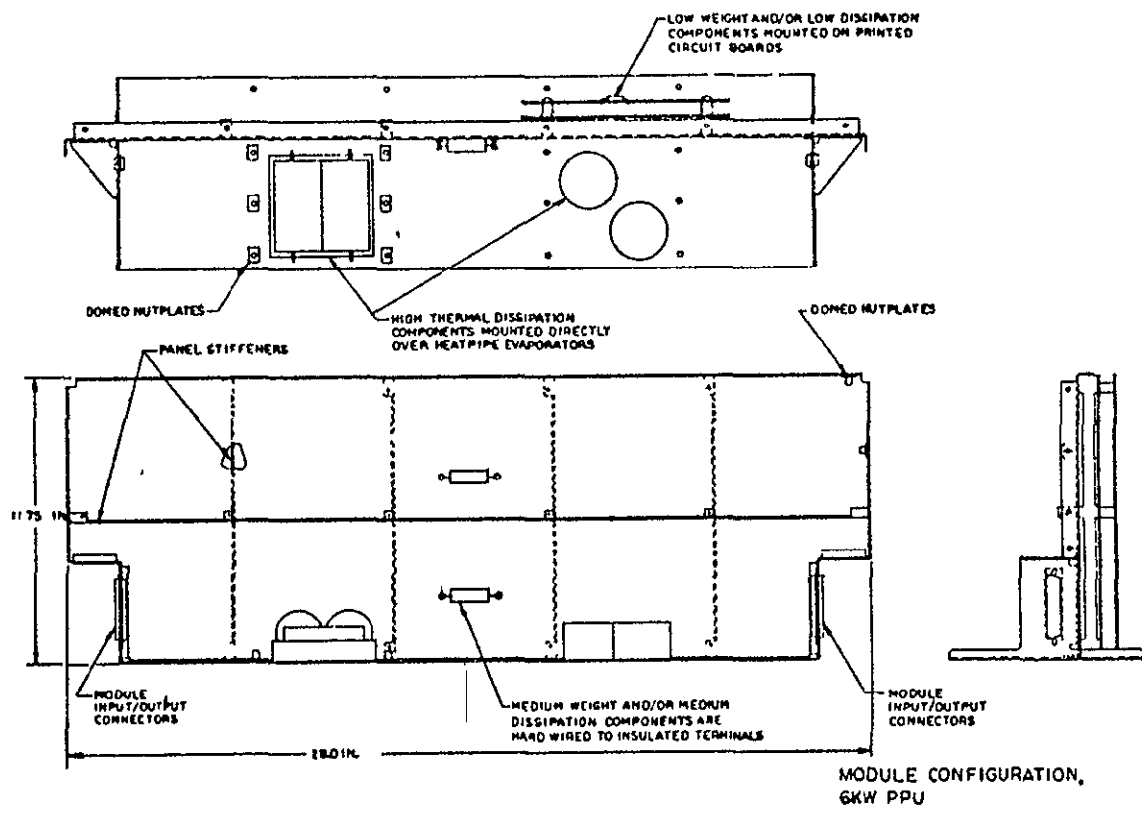 LOW WEIGHT AND/OR LOW DISSIPATION
COMPONENTS MOUNTED ON PRINTED
CIRCUIT BOARDS
DOMED NUTPLATES
HIGH THERMAL DISSIPATION
COMPONENTS MOUNTED DIRECTLY
OVER HEATPIPE EVAPORATORS
DOMED NUTPLATES
PANEL STIFFENERS
11.75 IN.
MODULE
INPUT/OUTPUT
CONNECTORS
MEDIUM WEIGHT AND/OR MEDIUM
DISSIPATION COMPONENTS ARE
HARD WIRED TO INSULATED TERMINALS
MODULE
INPUT/OUTPUT
CONNECTORS
28.0 IN.
MODULE CONFIGURATION,
6KW PPU